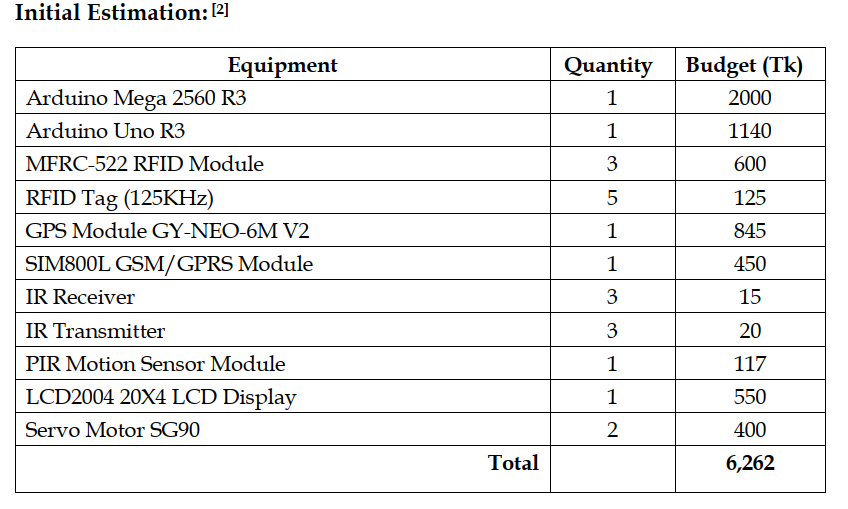 Initial Estimation: [2]
Equipment Quantity Budget (Tk)
Arduino Mega 2560 R3 1 2000
Arduino Uno R3 1 1140
MFRC-522 RFID Module 3 600
RFID Tag (125KHz) 5 125
GPS Module GY-NEO-6M V2 1 845
SIM800L GSM/GPRS Module 1 450
IR Receiver 3 15
IR Transmitter 3 20
PIR Motion Sensor Module 1 117
LCD2004 20X4 LCD Display 1 550
Servo Motor SG90 2 400
Total 6,262